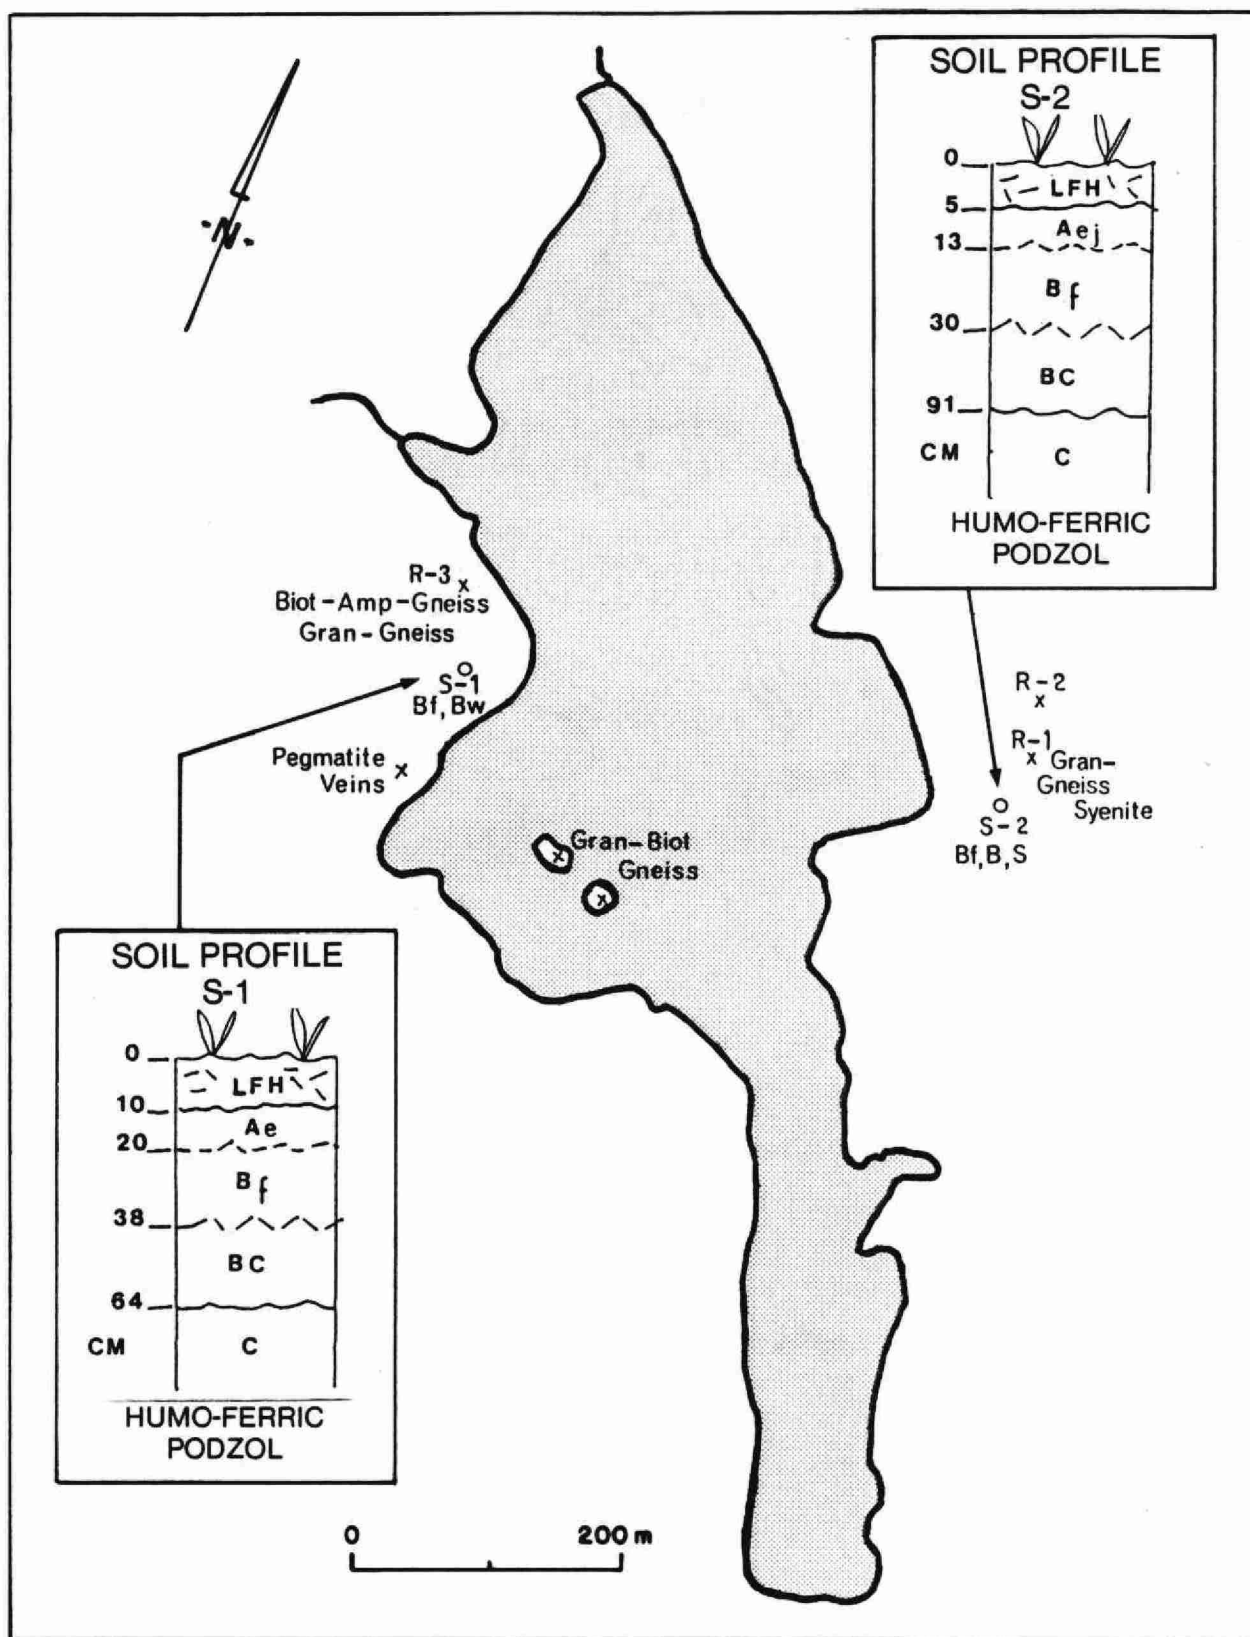 N
SOIL PROFILE
S-2
0
LFH
5
Aej
13
Bf
30
BC
91
CM
C
HUMO-FERRIC
PODZOL
R-3 x
Biot-Amp-Gneiss
Gran-Gneiss
S-1
Bf, Bw
Pegmatite x
Veins
R-2
x
R-1
x Gran-
Gneiss
Syenite
S-2
Bf, B, S
Gran-Biot
x
Gneiss
x
SOIL PROFILE
S-1
0
LFH
10
Ae
20
Bf
38
BC
64
CM
C
HUMO-FERRIC
PODZOL
0 200 m